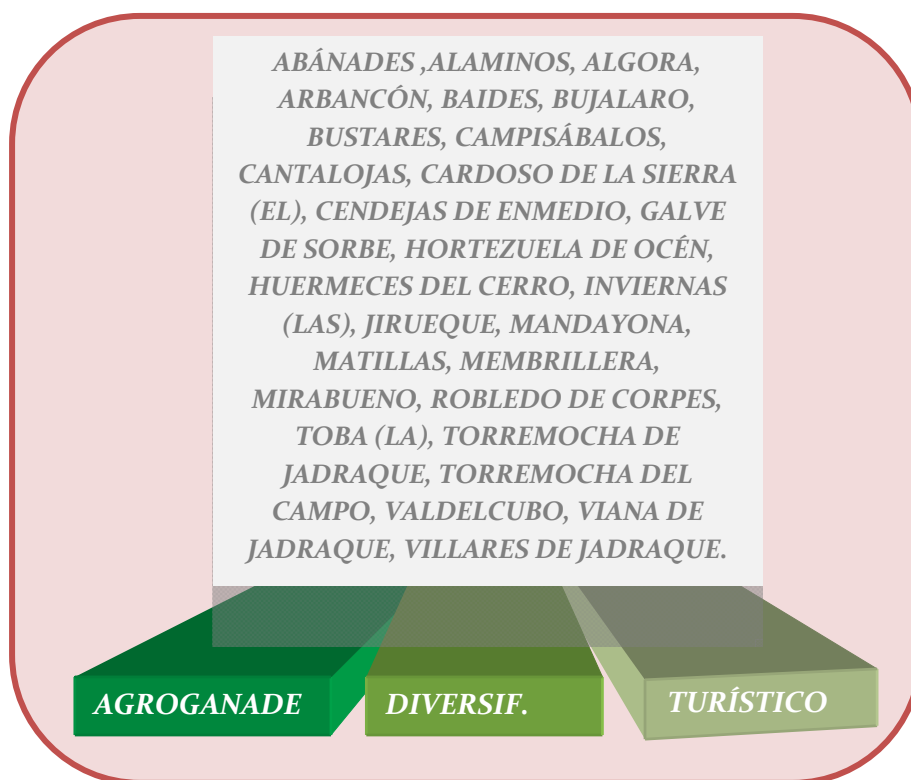 ABÁNADES ,ALAMINOS, ALGORA,
ARBANCÓN, BAIDES, BUJALARO,
BUSTARES, CAMPISÁBALOS,
CANTALOJAS, CARDOSO DE LA SIERRA
(EL), CENDEJAS DE ENMEDIO, GALVE
DE SORBE, HORTEZUELA DE OCÉN,
HUERMECES DEL CERRO, INVIERNAS
(LAS), JIRUEQUE, MANDAYONA,
MATILLAS, MEMBRILLERA,
MIRABUENO, ROBLEDO DE CORPES,
TOBA (LA), TORREMOCHA DE
JADRAQUE, TORREMOCHA DEL
CAMPO, VALDELCUBO, VIANA DE
JADRAQUE, VILLARES DE JADRAQUE.
AGROGANADE
DIVERSIF.
TURÍSTICO